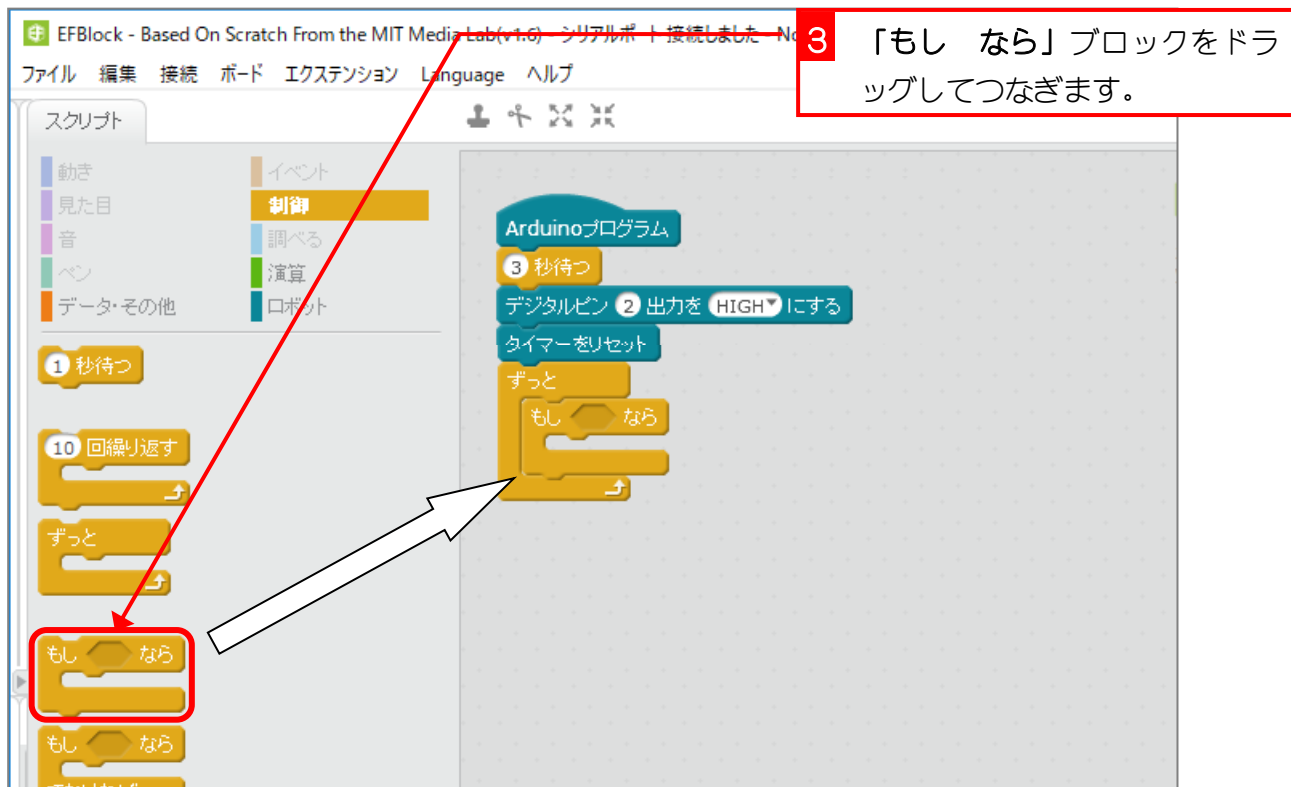 EFBlock - Based On Scratch From the MIT Media Lab(v1.6) - シリアルポート 接続しました - No
3 「もし　なら」ブロックをドラ
ッグしてつなぎます。
ファイル 編集 接続 ボード エクステンション Language ヘルプ
スクリプト
動き イベント
見た目 制御
音 調べる
ペン 演算
データ・その他 ロボット
1 秒待つ
10 回繰り返す
ずっと
もし なら
もし なら
Arduinoプログラム
3 秒待つ
デジタルピン 2 出力を HIGH にする
タイマーをリセット
ずっと
もし なら